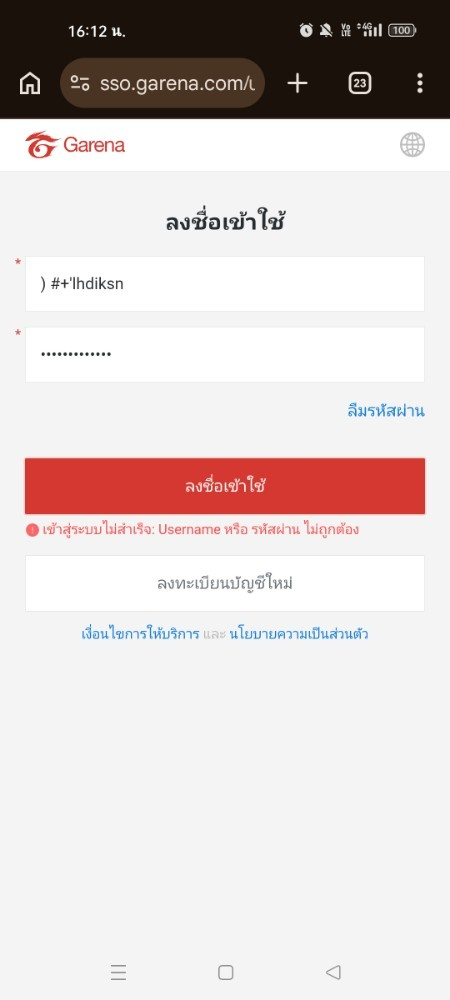 16:12 น.
Vo LTE 4G 100
sso.garena.com/u
23
Garena
ลงชื่อเข้าใช้
*
) #+'lhdiksn
*
•••••••••••••
ลืมรหัสผ่าน
ลงชื่อเข้าใช้
เข้าสู่ระบบไม่สำเร็จ: Username หรือ รหัสผ่าน ไม่ถูกต้อง
ลงทะเบียนบัญชีใหม่
เงื่อนไขการให้บริการ และ นโยบายความเป็นส่วนตัว